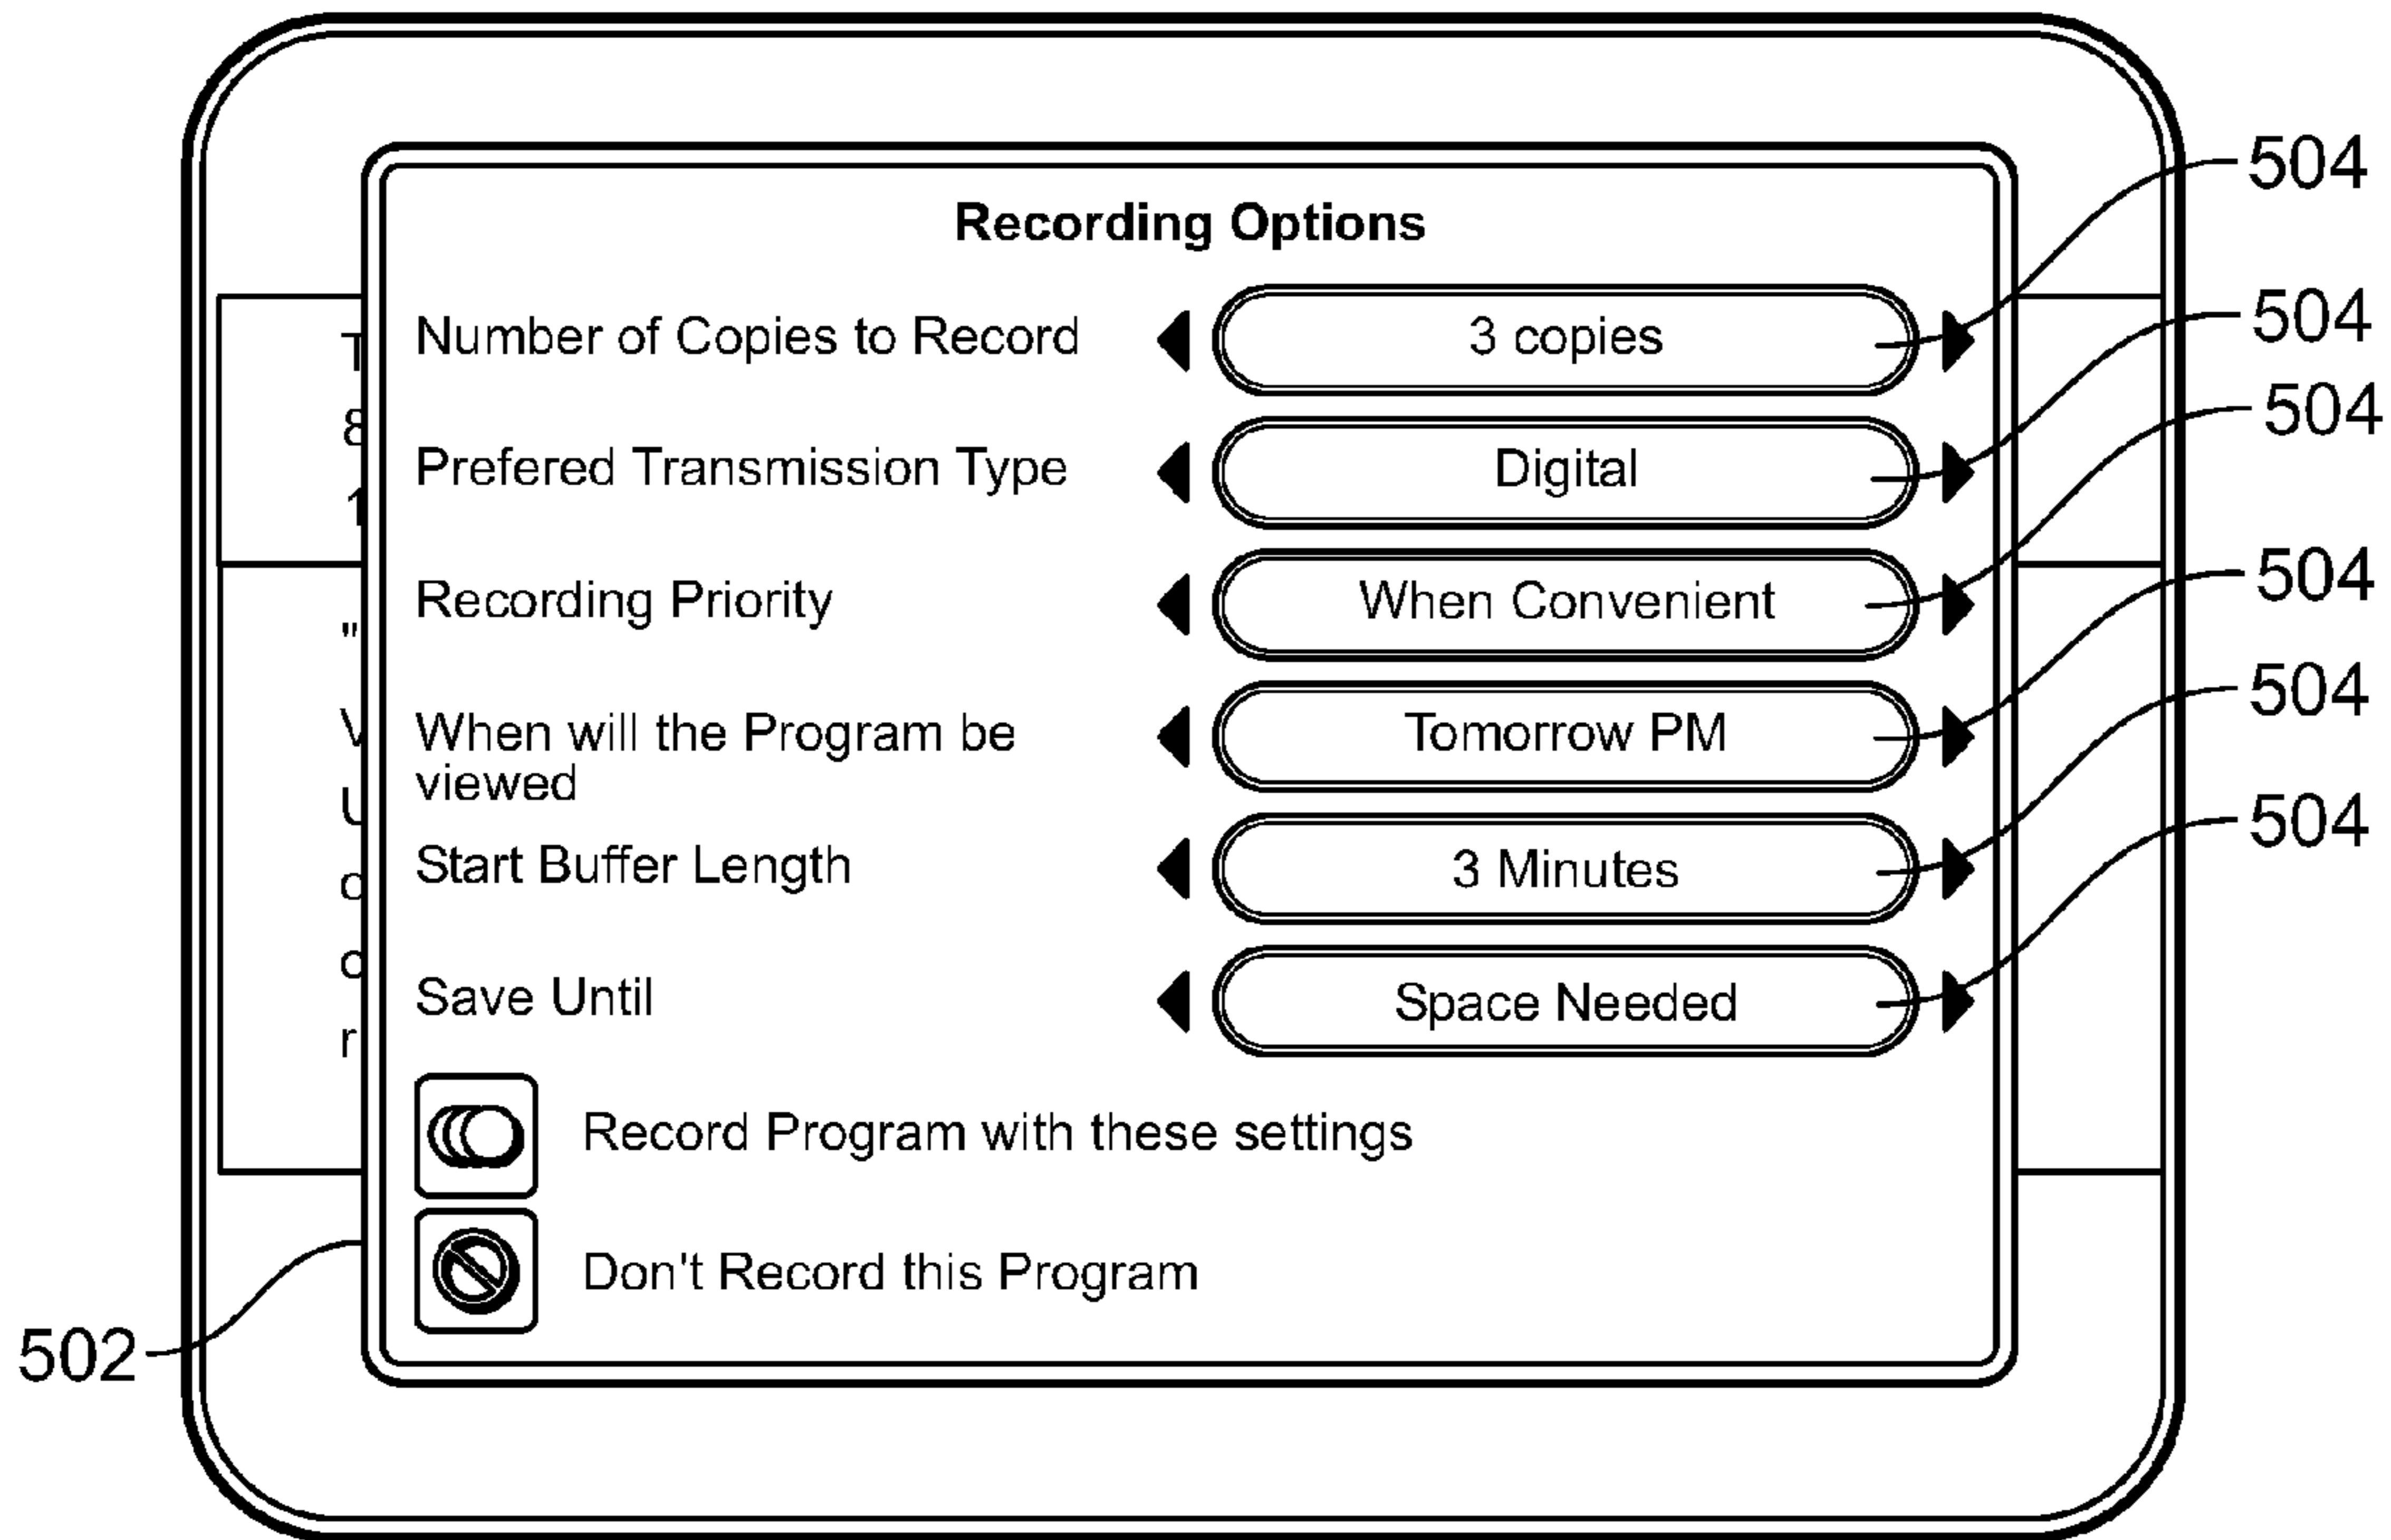 Recording Options
504
Number of Copies to Record 3 copies
504
Prefered Transmission Type Digital
504
Recording Priority When Convenient
504
When will the Program be Tomorrow PM
viewed
504
Start Buffer Length 3 Minutes
504
Save Until Space Needed
Record Program with these settings
Don't Record this Program
502